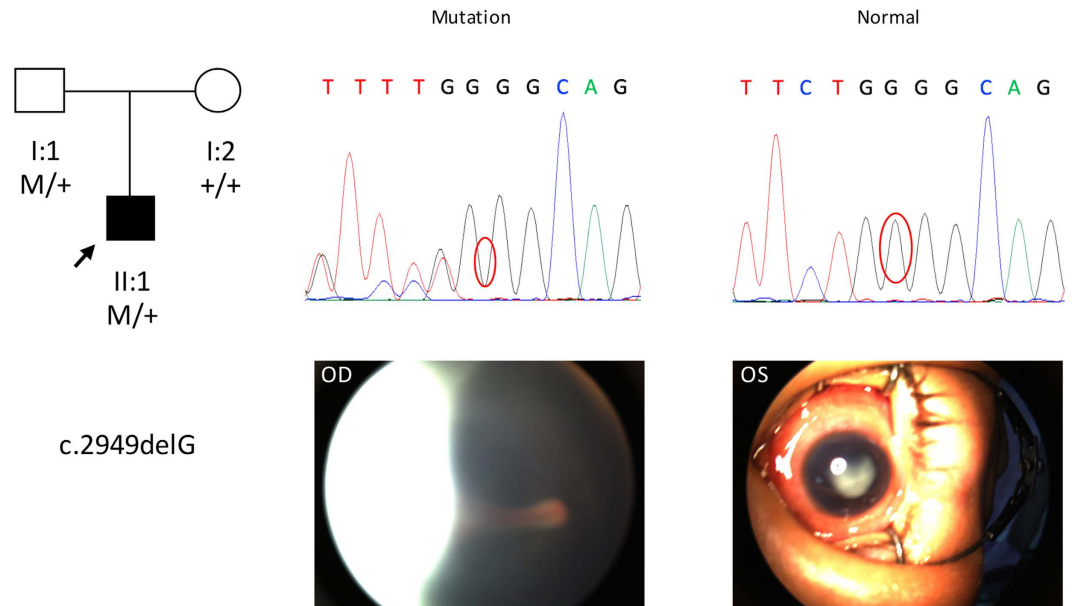 Mutation
Normal
T T T T G G G G C A G
T T C T G G G G C A G
I:1
M/+
I:2
+/+
II:1
M/+
OD
OS
c.2949delG